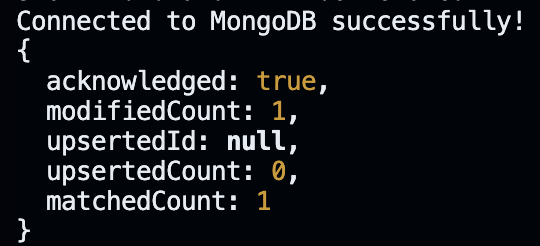 Connected to MongoDB successfully!
{
  acknowledged: true,
  modifiedCount: 1,
  upsertedId: null,
  upsertedCount: 0,
  matchedCount: 1
}